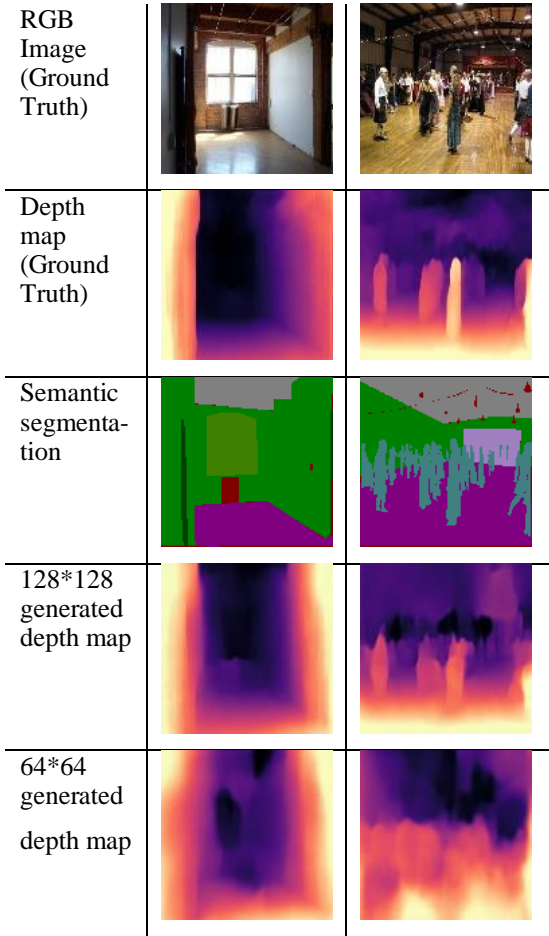 RGB
Image
(Ground
Truth)
Depth
map
(Ground
Truth)
Semantic
segmenta-
tion
128*128
generated
depth map
64*64
generated
depth map